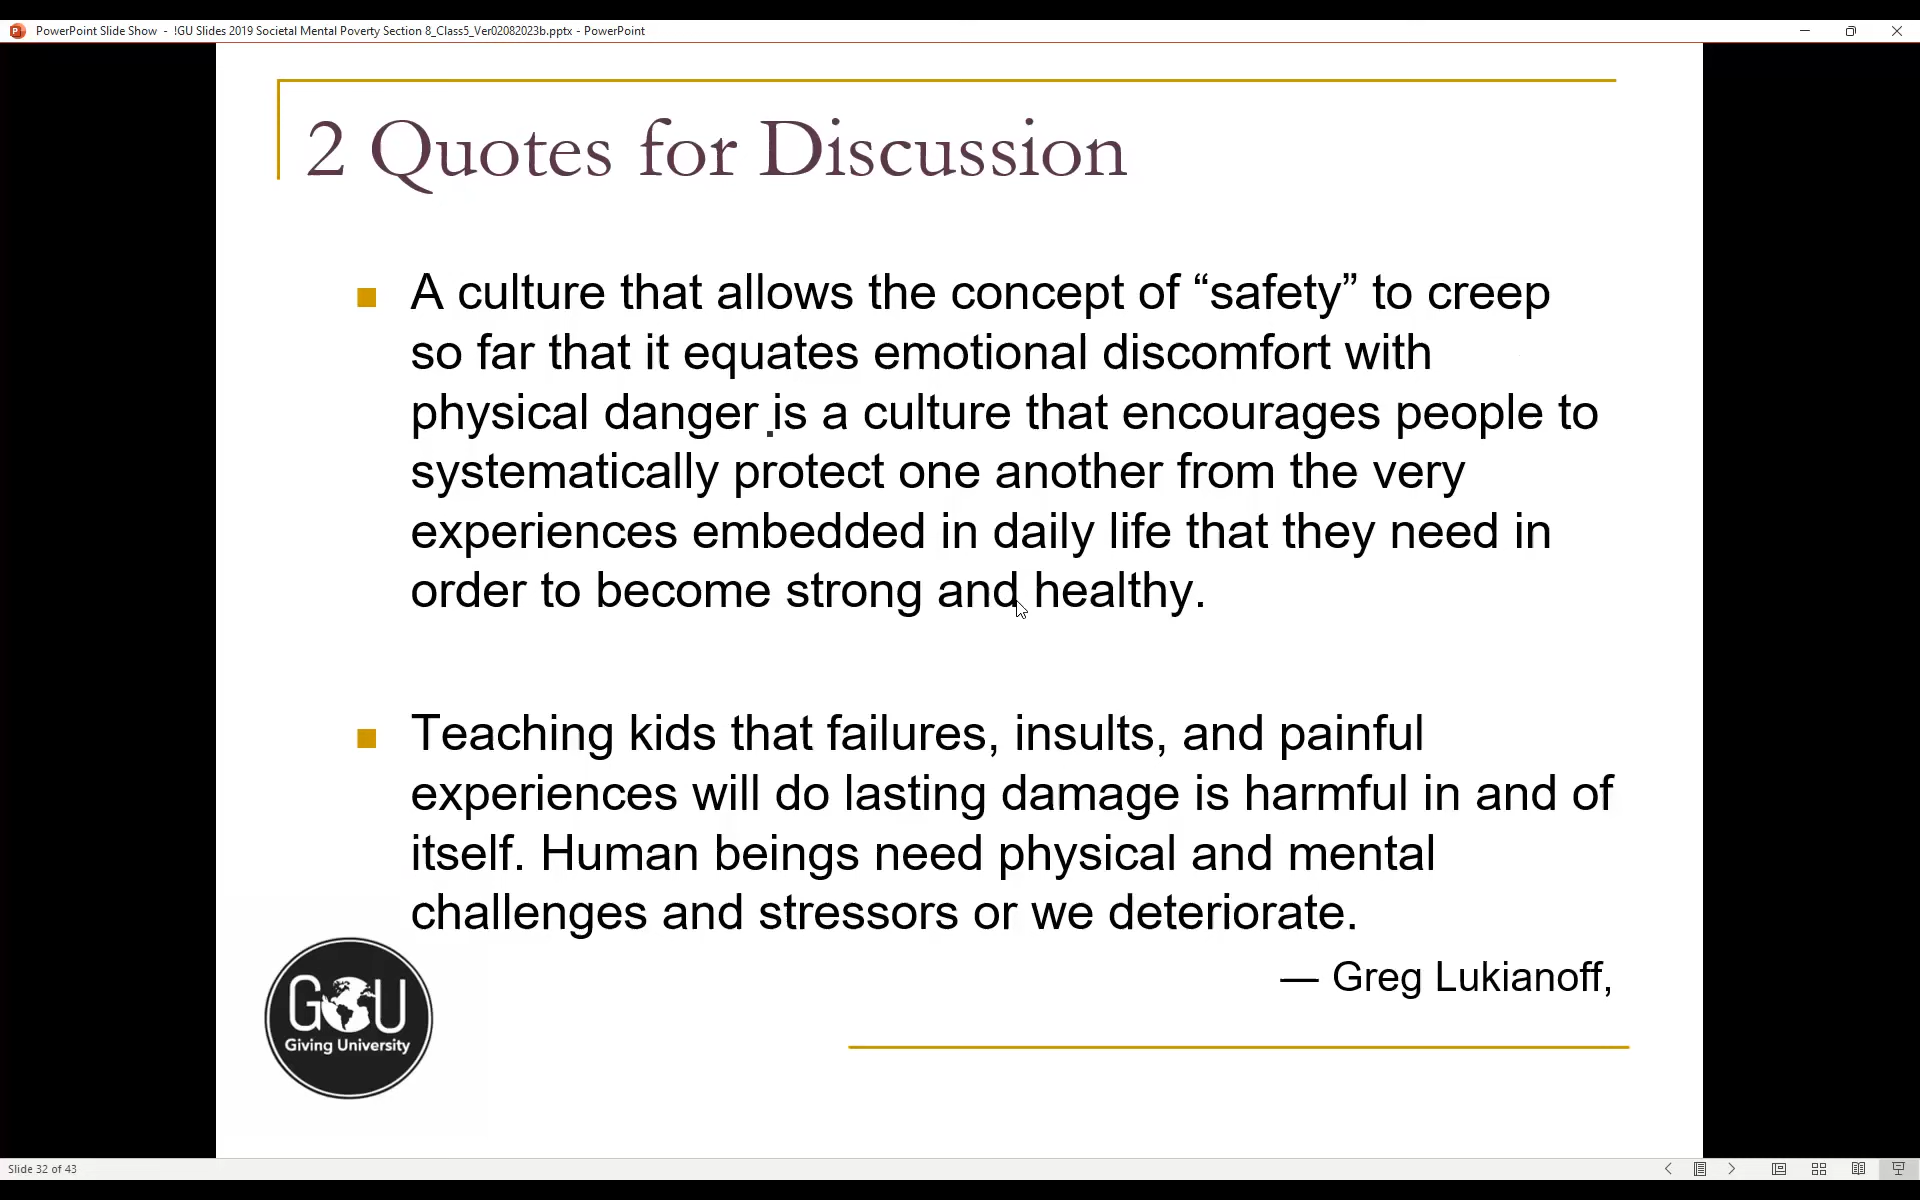 PowerPoint Slide Show - !GU Slides 2019 Societal Mental Poverty Section 8_Class5_Ver02082023b.pptx - PowerPoint
2 Quotes for Discussion
A culture that allows the concept of “safety” to creep
so far that it equates emotional discomfort with
physical danger is a culture that encourages people to
systematically protect one another from the very
experiences embedded in daily life that they need in
order to become strong and healthy.
Teaching kids that failures, insults, and painful
experiences will do lasting damage is harmful in and of
itself. Human beings need physical and mental
challenges and stressors or we deteriorate.
— Greg Lukianoff,
GU
Giving University
Slide 32 of 43